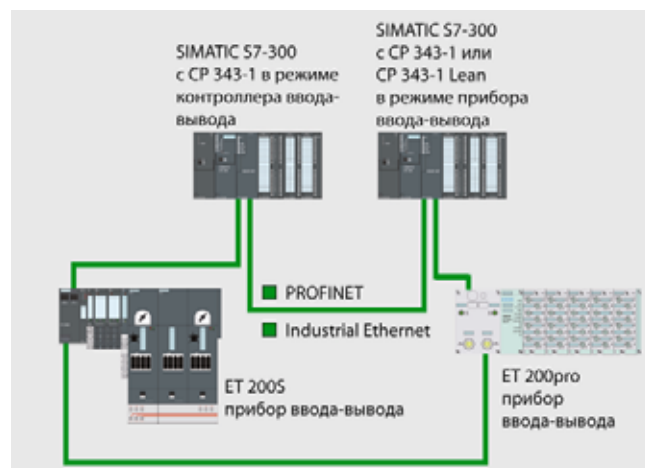 SIMATIC S7-300
с CP 343-1 в режиме
контроллера ввода-
вывода
SIMATIC S7-300
с CP 343-1 или
CP 343-1 Lean
в режиме прибора
ввода-вывода
PROFINET
Industrial Ethernet
ET 200S
прибор ввода-вывода
ET 200pro
прибор
ввода-вывода